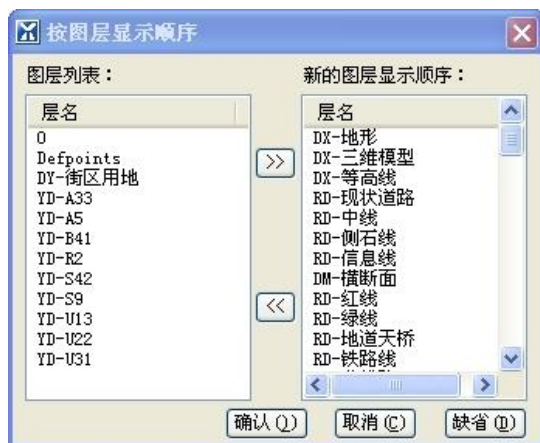 按图层显示顺序
图层列表：
新的图层显示顺序：
层名
0
Defpoints
DY-街区用地
YD-A33
YD-A5
YD-B41
YD-R2
YD-S42
YD-S9
YD-U13
YD-U22
YD-U31
>>
<<
层名
DX-地形
DX-三维模型
DX-等高线
RD-现状道路
RD-中线
RD-侧石线
RD-信息线
DM-横断面
RD-红线
RD-绿线
RD-地道天桥
RD-铁路线
确认(Q) 取消(C) 缺省(D)